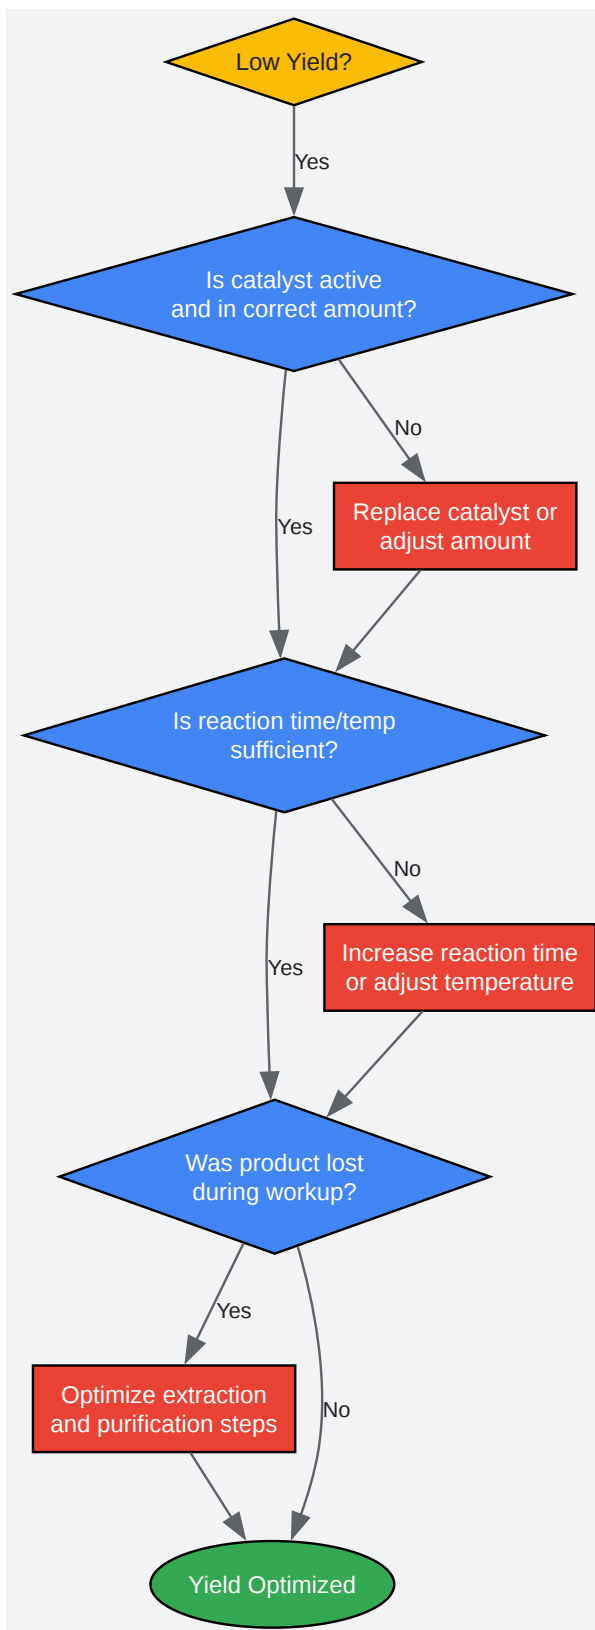 Low Yield?
Yes
Is catalyst active
and in correct amount?
No
Replace catalyst or
adjust amount
Yes
Is reaction time/temp
sufficient?
No
Increase reaction time
or adjust temperature
Yes
Was product lost
during workup?
Yes
Optimize extraction
and purification steps
No
Yield Optimized